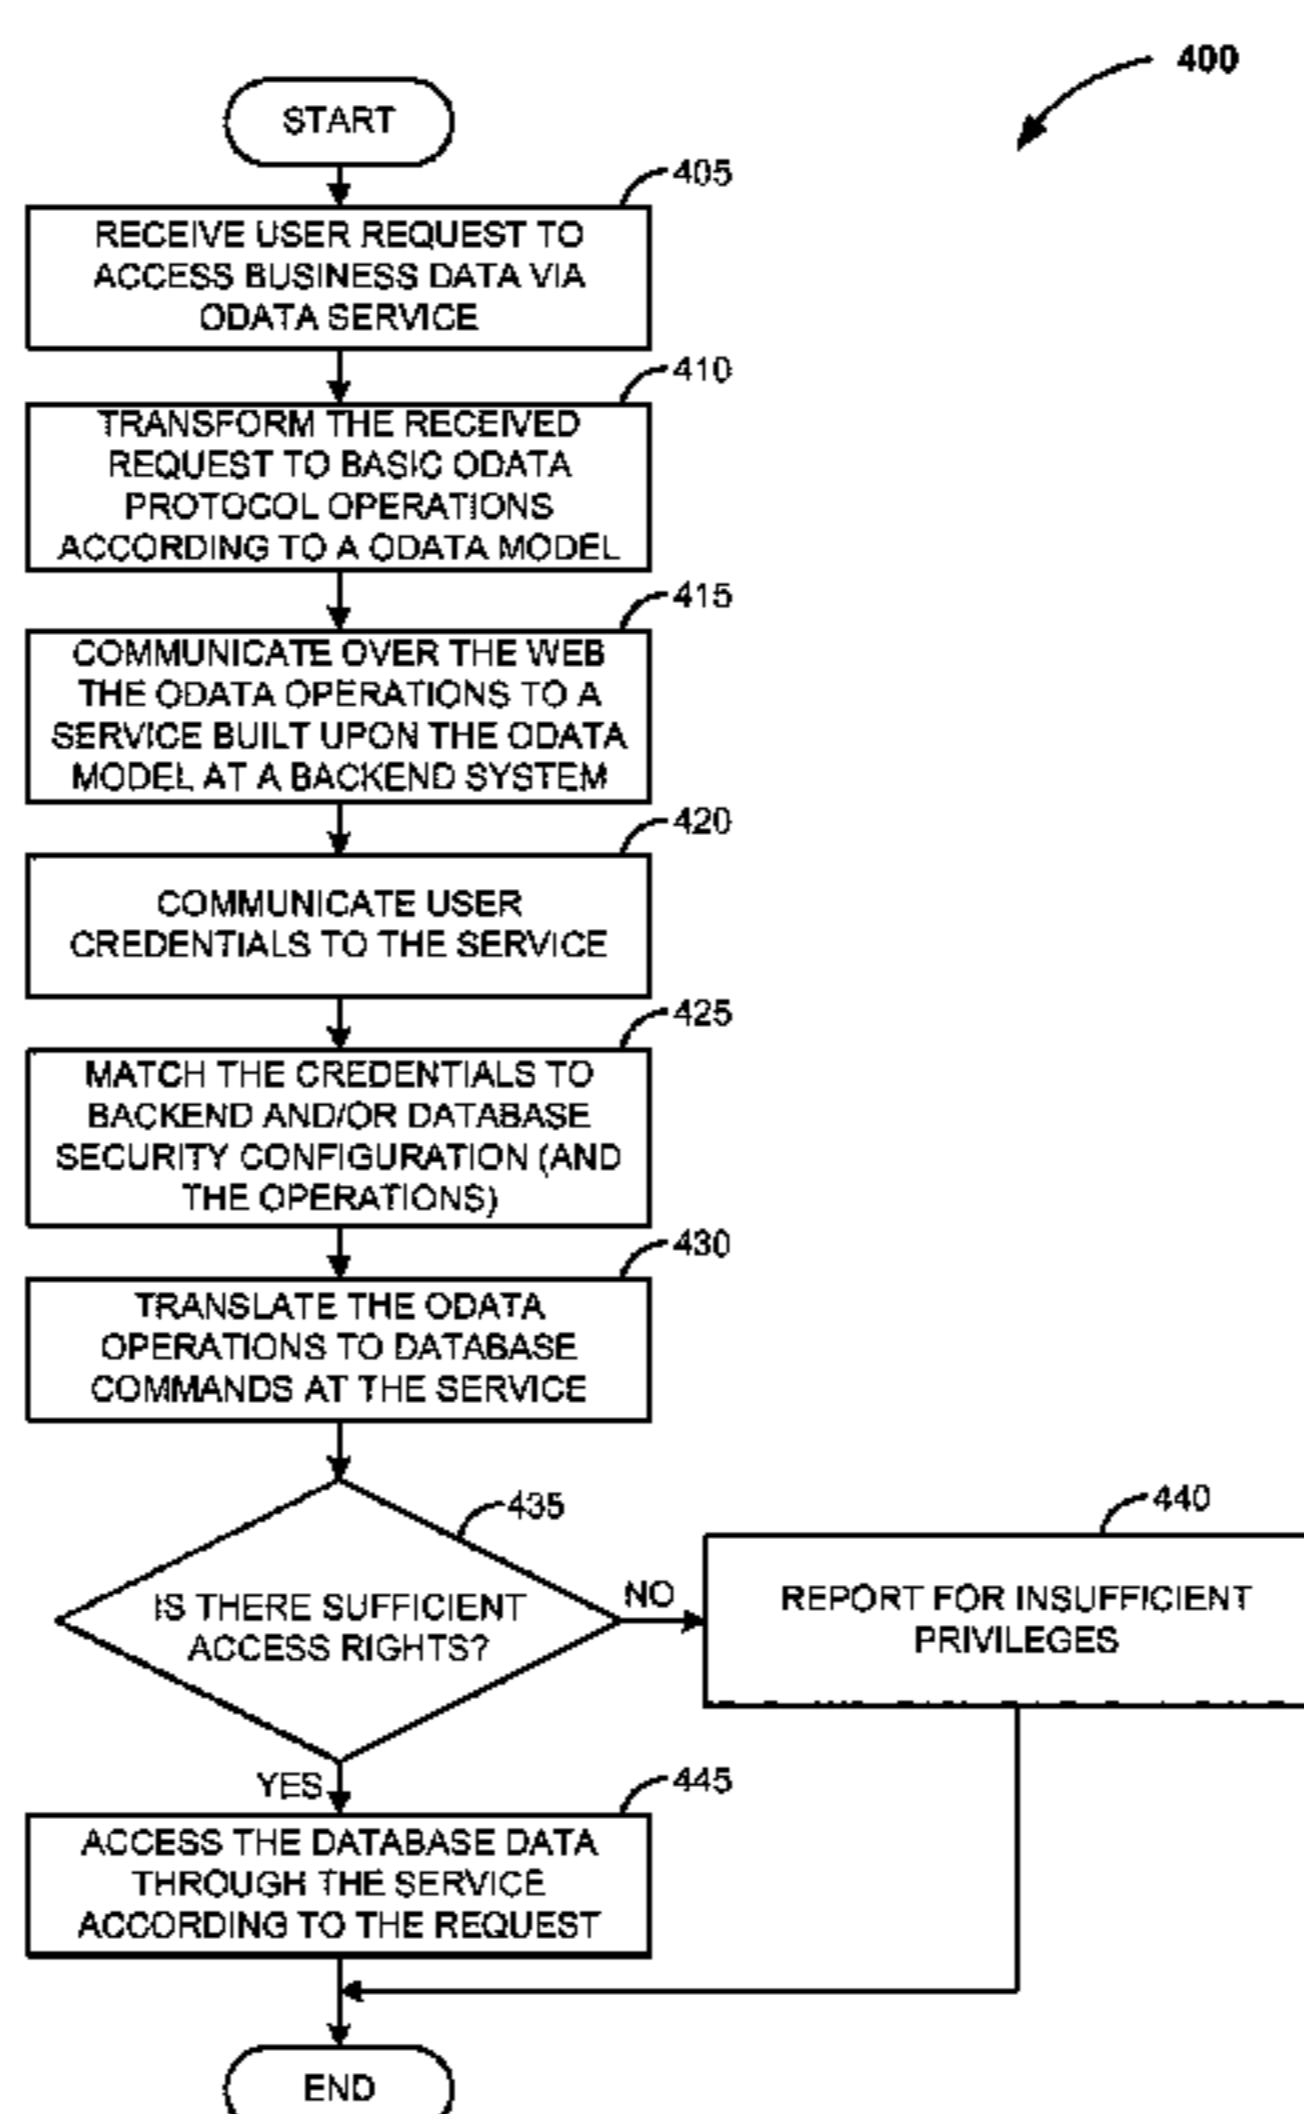 400
START
405
RECEIVE USER REQUEST TO
ACCESS BUSINESS DATA VIA
ODATA SERVICE
410
TRANSFORM THE RECEIVED
REQUEST TO BASIC ODATA
PROTOCOL OPERATIONS
ACCORDING TO A ODATA MODEL
415
COMMUNICATE OVER THE WEB
THE ODATA OPERATIONS TO A
SERVICE BUILT UPON THE ODATA
MODEL AT A BACKEND SYSTEM
420
COMMUNICATE USER
CREDENTIALS TO THE SERVICE
425
MATCH THE CREDENTIALS TO
BACKEND AND/OR DATABASE
SECURITY CONFIGURATION (AND
THE OPERATIONS)
430
TRANSLATE THE ODATA
OPERATIONS TO DATABASE
COMMANDS AT THE SERVICE
435
IS THERE SUFFICIENT
ACCESS RIGHTS?
NO
440
REPORT FOR INSUFFICIENT
PRIVILEGES
YES
445
ACCESS THE DATABASE DATA
THROUGH THE SERVICE
ACCORDING TO THE REQUEST
END